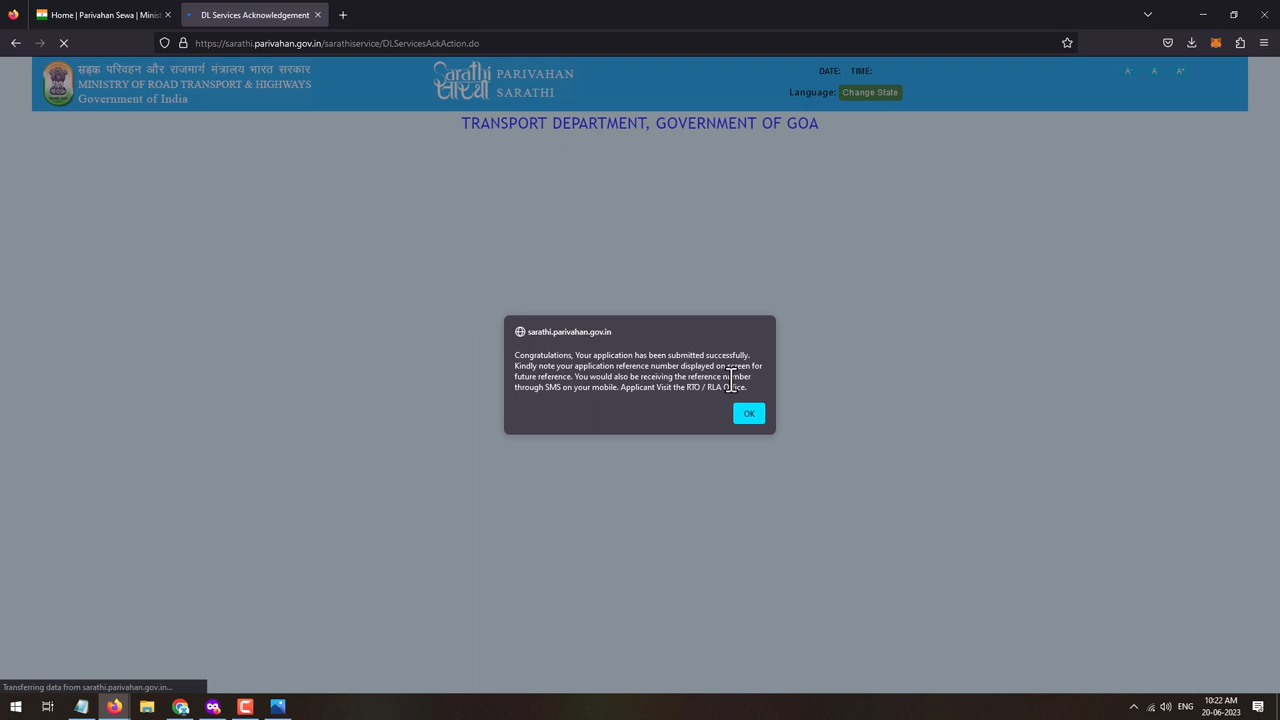 Home | Parivahan Sewa | Minist
DL Services Acknowledgement
https://sarathi.parivahan.gov.in/sarathiservice/DLServicesAckAction.do
सड़क परिवहन और राजमार्ग मंत्रालय भारत सरकार
MINISTRY OF ROAD TRANSPORT & HIGHWAYS
Government of India
सारथी
Sarathi
PARIVAHAN
SARATHI
DATE: TIME:
Language: Change State
A- A A+
TRANSPORT DEPARTMENT, GOVERNMENT OF GOA
sarathi.parivahan.gov.in
Congratulations, Your application has been submitted successfully.
Kindly note your application reference number displayed on screen for
future reference. You would also be receiving the reference number
through SMS on your mobile. Applicant Visit the RTO / RLA Office.
OK
Transferring data from sarathi.parivahan.gov.in...
ENG
10:22 AM
20-06-2023